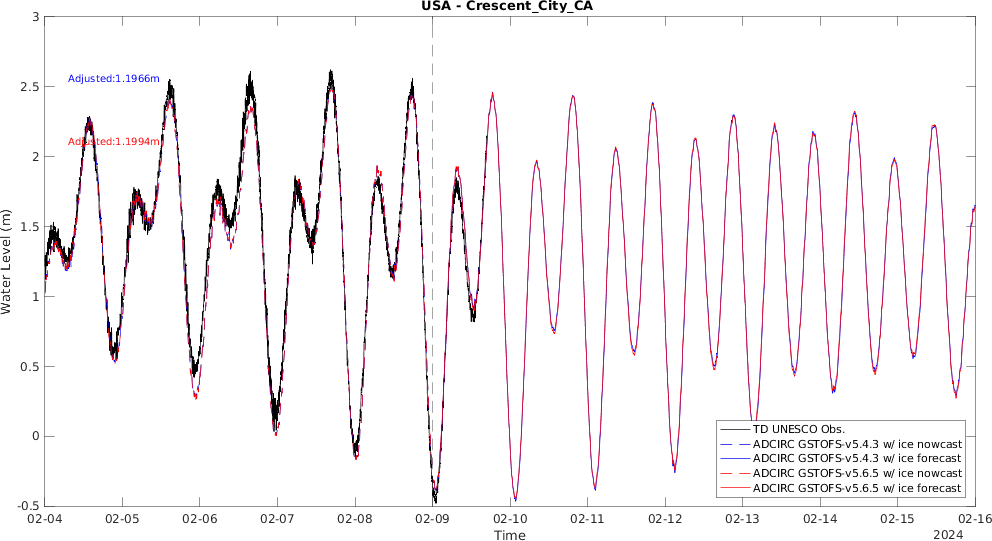 USA - Crescent_City_CA
3
2.5
2
1.5
1
0.5
0
-0.5
Water Level (m)
Adjusted:1.1966m
Adjusted:1.1994m
TD UNESCO Obs.
ADCIRC GSTOFS-v5.4.3 w/ ice nowcast
ADCIRC GSTOFS-v5.4.3 w/ ice forecast
ADCIRC GSTOFS-v5.6.5 w/ ice nowcast
ADCIRC GSTOFS-v5.6.5 w/ ice forecast
02-04 02-05 02-06 02-07 02-08 02-09 02-10 02-11 02-12 02-13 02-14 02-15 02-16
Time
2024